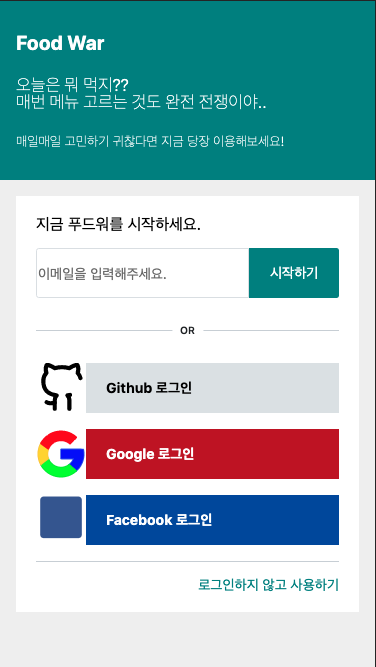 Food War
오늘은 뭐 먹지??
매번 메뉴 고르는 것도 완전 전쟁이야..
매일매일 고민하기 귀찮다면 지금 당장 이용해보세요!
지금 푸드워를 시작하세요.
이메일을 입력해주세요.
시작하기
OR
Github 로그인
Google 로그인
Facebook 로그인
로그인하지 않고 사용하기